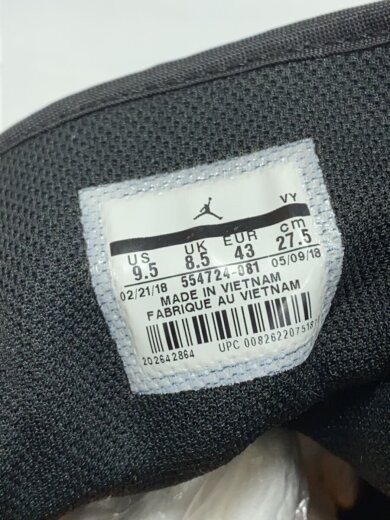 VY
US UK EUR cm
9.5 8.5 43 27.5
02/21/18 554724-081 05/09/18
MADE IN VIETNAM
FABRIQUE AU VIETNAM
202642864 UPC 00826220751